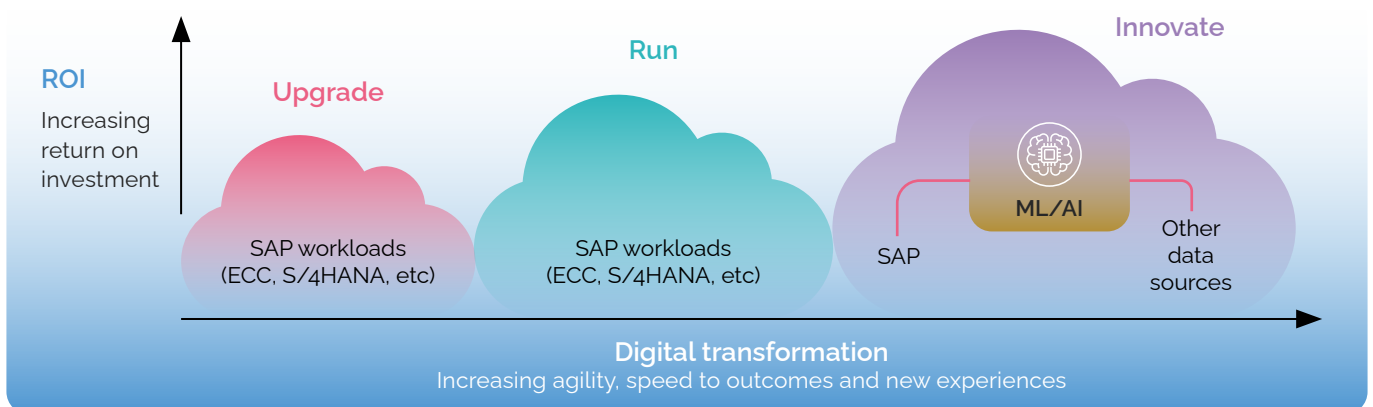 ROI
Increasing
return on
investment
Upgrade
SAP workloads
(ECC, S/4HANA, etc)
Run
SAP workloads
(ECC, S/4HANA, etc)
Innovate
ML/AI
SAP
Other
data
sources
Digital transformation
Increasing agility, speed to outcomes and new experiences